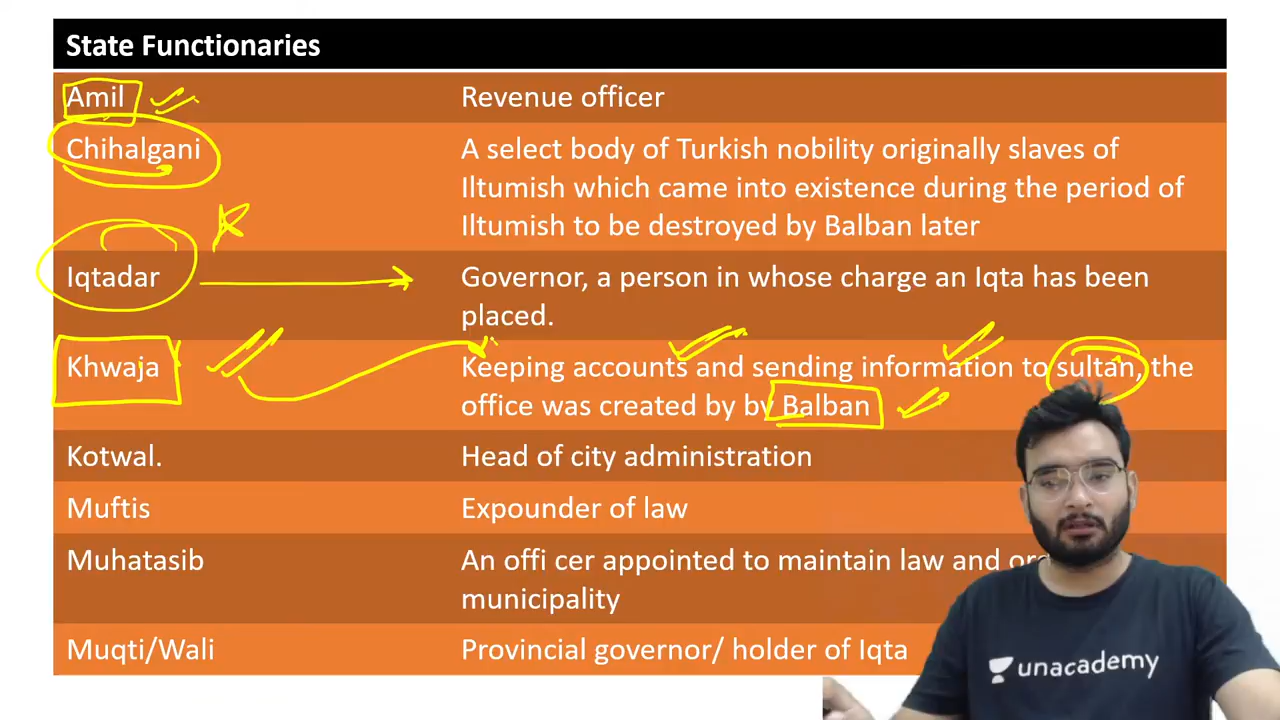 State Functionaries
Amil Revenue officer
Chihalgani A select body of Turkish nobility originally slaves of
Iltumish which came into existence during the period of
Iltumish to be destroyed by Balban later
Iqtadar Governor, a person in whose charge an Iqta has been
placed.
Khwaja Keeping accounts and sending information to sultan, the
office was created by by Balban
Kotwal. Head of city administration
Muftis Expounder of law
Muhatasib An offi cer appointed to maintain law and
municipality
Muqti/Wali Provincial governor/ holder of Iqta
unacademy